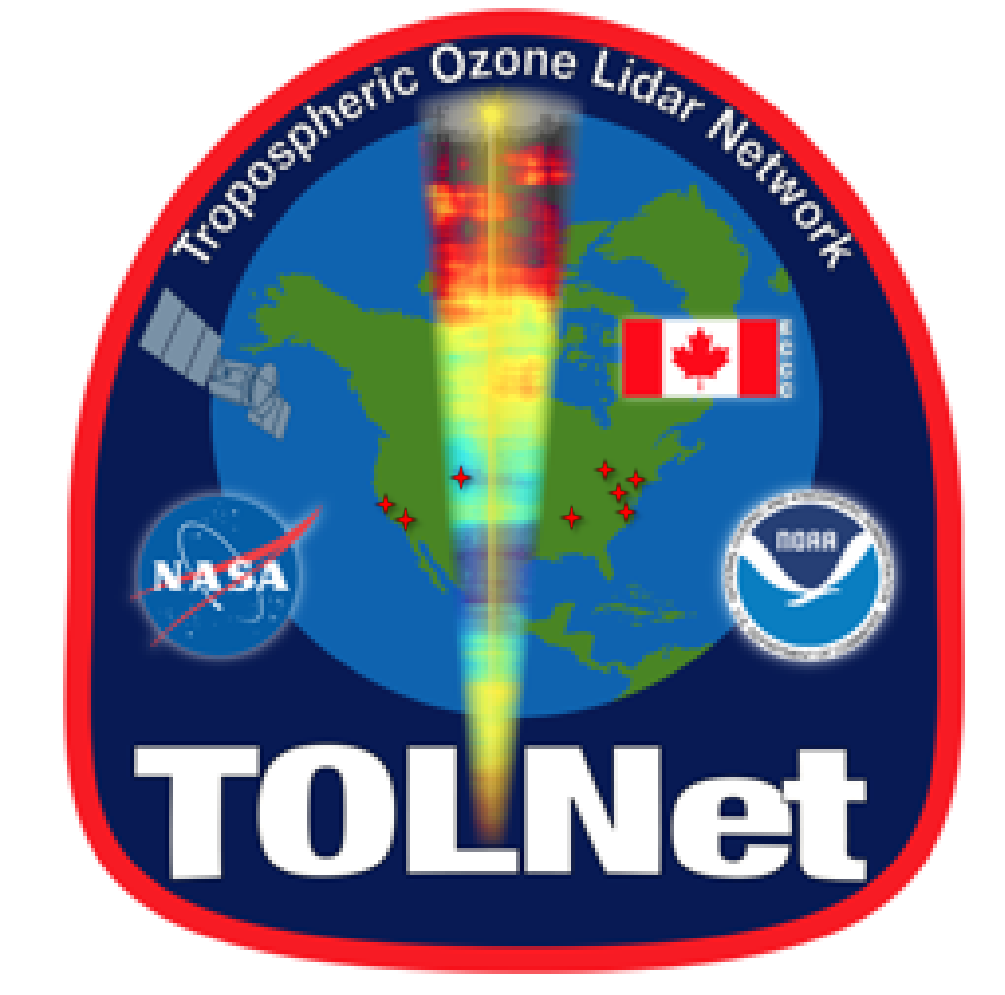 Tropospheric Ozone Lidar Network
NASA
NOAA
TOLNet